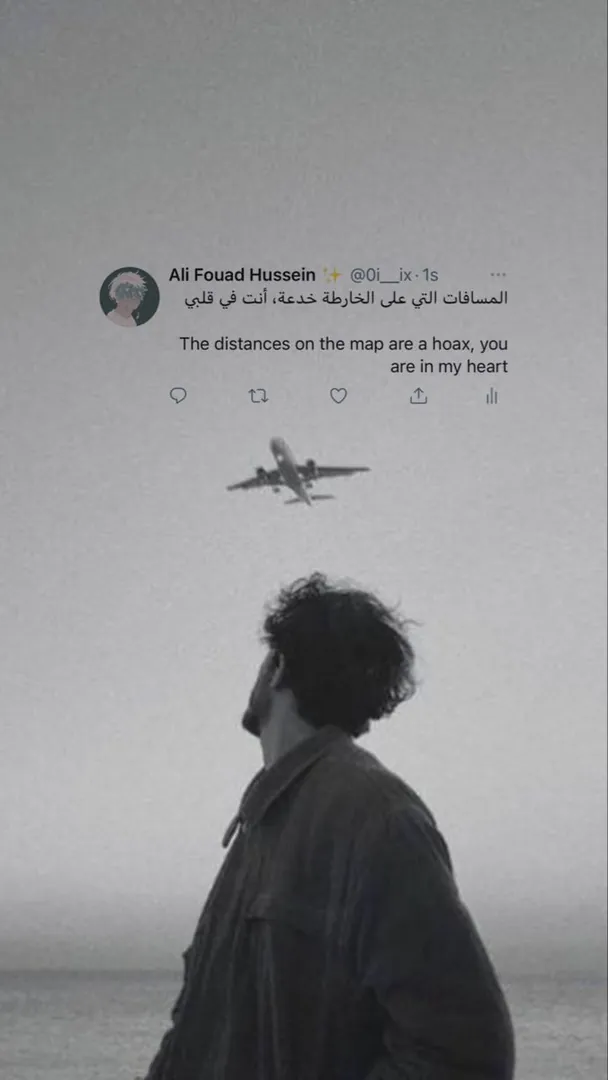 Ali Fouad Hussein ✨ @0i__ix · 1s
المسافات التي على الخارطة خدعة، أنت في قلبي
The distances on the map are a hoax, you
are in my heart